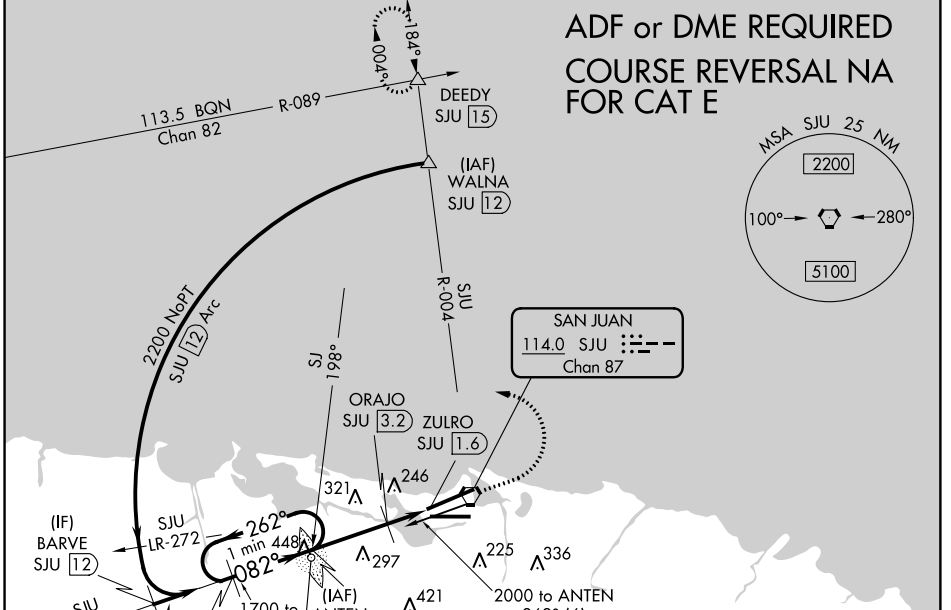 ADF or DME REQUIRED
COURSE REVERSAL NA
FOR CAT E
184°
004°
DEEDY
SJU 15
113.5 BQN R-089
Chan 82
MSA SJU 25 NM
2200
100° 280°
5100
(IAF)
WALNA
SJU 12
SJU
R-004
2200 NoPT
SJU 12 Arc
SJ
198°
SAN JUAN
114.0 SJU
Chan 87
ORAJO
SJU 3.2
ZULRO
SJU 1.6
321
246
(IF)
BARVE
SJU 12
SJU
LR-272
262°
1 min
448
082°
297
225
336
SJU
1700 to
(IAF)
ANTEN
421
2000 to ANTEN